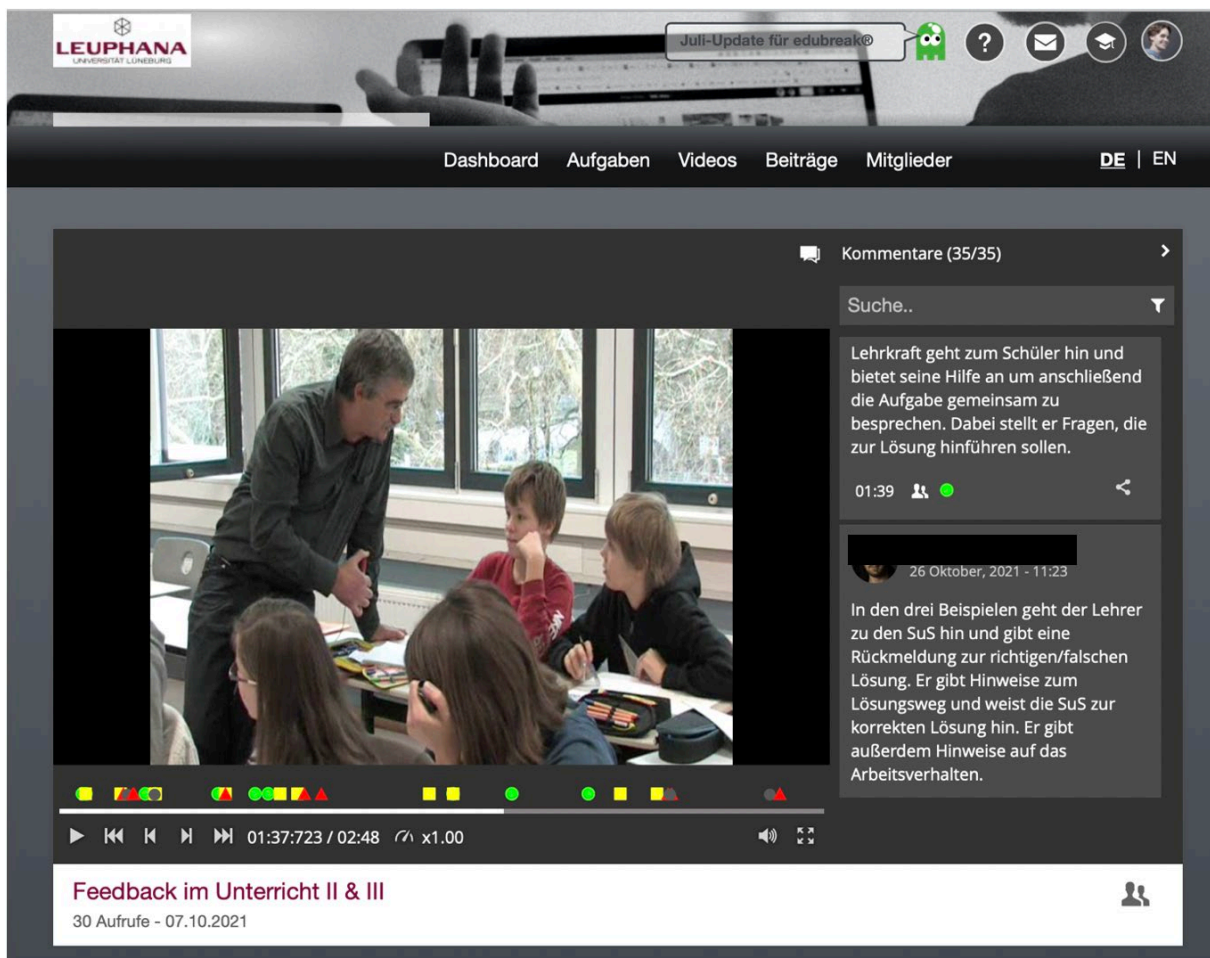 LEUPHANA
UNIVERSITÄT LÜNEBURG
Juli-Update für edubreak®
?
Dashboard Aufgaben Videos Beiträge Mitglieder DE | EN
Kommentare (35/35)
Suche..
Lehrkraft geht zum Schüler hin und
bietet seine Hilfe an um anschließend
die Aufgabe gemeinsam zu
besprechen. Dabei stellt er Fragen, die
zur Lösung hinführen sollen.
01:39
26 Oktober, 2021 - 11:23
In den drei Beispielen geht der Lehrer
zu den SuS hin und gibt eine
Rückmeldung zur richtigen/falschen
Lösung. Er gibt Hinweise zum
Lösungsweg und weist die SuS zur
korrekten Lösung hin. Er gibt
außerdem Hinweise auf das
Arbeitsverhalten.
01:37:723 / 02:48 x1.00
Feedback im Unterricht II & III
30 Aufrufe - 07.10.2021